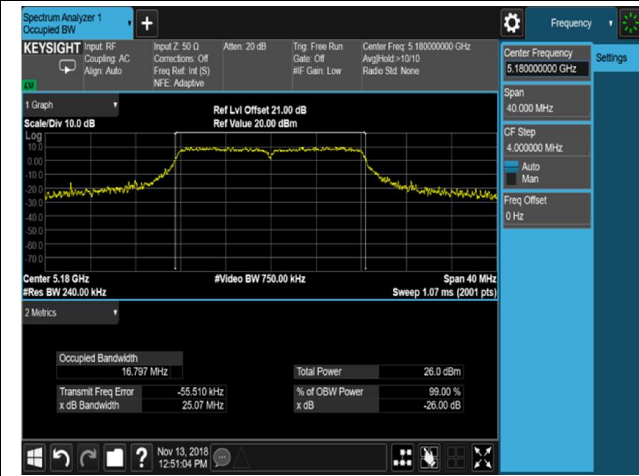 Spectrum Analyzer 1
Occupied BW
+
Frequency
KEYSIGHT
Input: RF
Coupling: AC
Align: Auto
Input Z: 50 Ω
Corrections: Off
Freq Ref: Int (S)
NFE: Adaptive
Atten: 20 dB
Trig: Free Run
Gate: Off
#IF Gain: Low
Center Freq: 5.180000000 GHz
Avg|Hold:>10/10
Radio Std: None
Center Frequency
5.180000000 GHz
Settings
Span
40.000 MHz
CF Step
4.000000 MHz
Auto
Man
Freq Offset
0 Hz
1 Graph
Scale/Div 10.0 dB
Ref Lvl Offset 21.00 dB
Ref Value 20.00 dBm
Log
10.0
0.00
-10.0
-20.0
-30.0
-40.0
-50.0
-60.0
-70.0
Center 5.18 GHz
#Res BW 240.00 kHz
#Video BW 750.00 kHz
Span 40 MHz
Sweep 1.07 ms (2001 pts)
2 Metrics
Occupied Bandwidth
16.797 MHz
Total Power 26.0 dBm
Transmit Freq Error -55.510 kHz
% of OBW Power 99.00 %
x dB Bandwidth 25.07 MHz
x dB -26.00 dB
?
Nov 13, 2018
12:51:04 PM